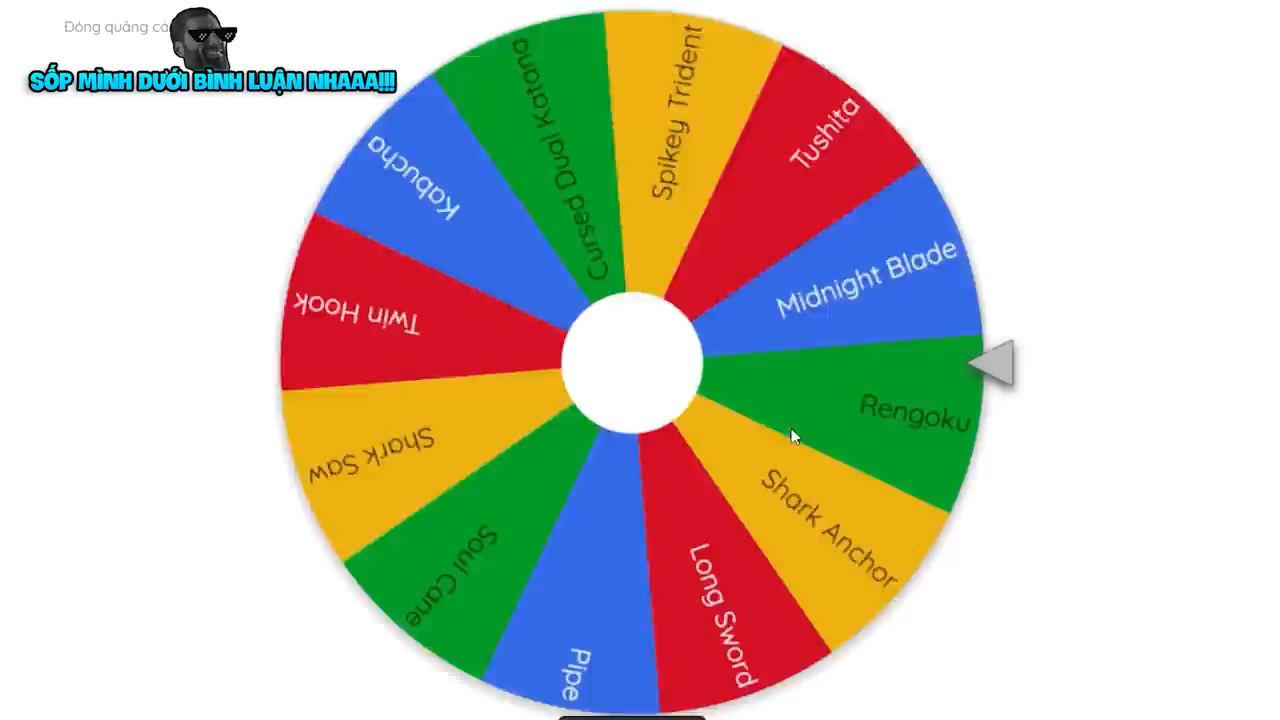 Đóng quảng cá
SỐP MÌNH DƯỚI BÌNH LUẬN NHAAA!!!
Spikey Trident
Tushita
Midnight Blade
Rengoku
Shark Anchor
Long Sword
Pipe
Soul Cane
Shark Saw
Twin Hook
Kabucha
Cursed Dual Katana